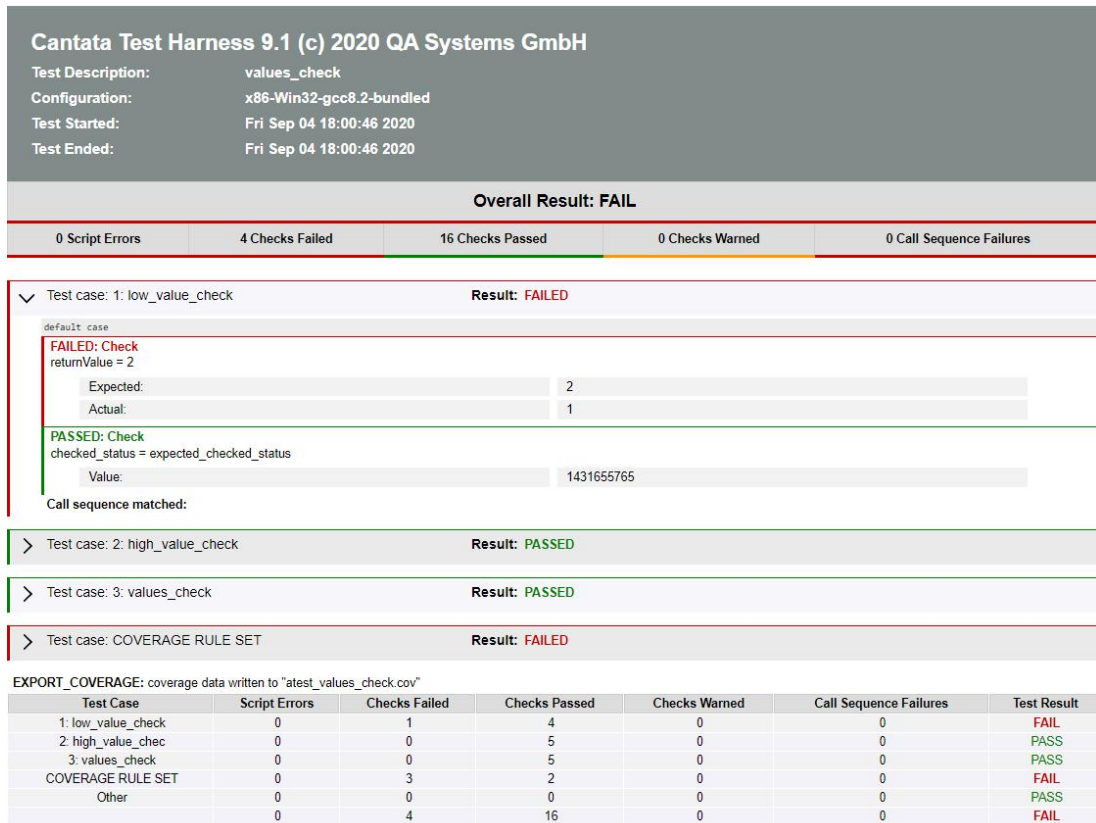 Cantata Test Harness 9.1 (c) 2020 QA Systems GmbH
Test Description: values_check
Configuration: x86-Win32-gcc8.2-bundled
Test Started: Fri Sep 04 18:00:46 2020
Test Ended: Fri Sep 04 18:00:46 2020
Overall Result: FAIL
0 Script Errors 4 Checks Failed 16 Checks Passed 0 Checks Warned 0 Call Sequence Failures
Test case: 1: low_value_check Result: FAILED
default case
FAILED: Check
returnValue = 2
Expected: 2
Actual: 1
PASSED: Check
checked_status = expected_checked_status
Value: 1431655765
Call sequence matched:
Test case: 2: high_value_check Result: PASSED
Test case: 3: values_check Result: PASSED
Test case: COVERAGE RULE SET Result: FAILED
EXPORT_COVERAGE: coverage data written to "atest_values_check.cov"
Test Case Script Errors Checks Failed Checks Passed Checks Warned Call Sequence Failures Test Result
1: low_value_check 0 1 4 0 0 FAIL
2: high_value_chec 0 0 5 0 0 PASS
3: values_check 0 0 5 0 0 PASS
COVERAGE RULE SET 0 3 2 0 0 FAIL
Other 0 0 0 0 0 PASS
0 4 16 0 0 FAIL